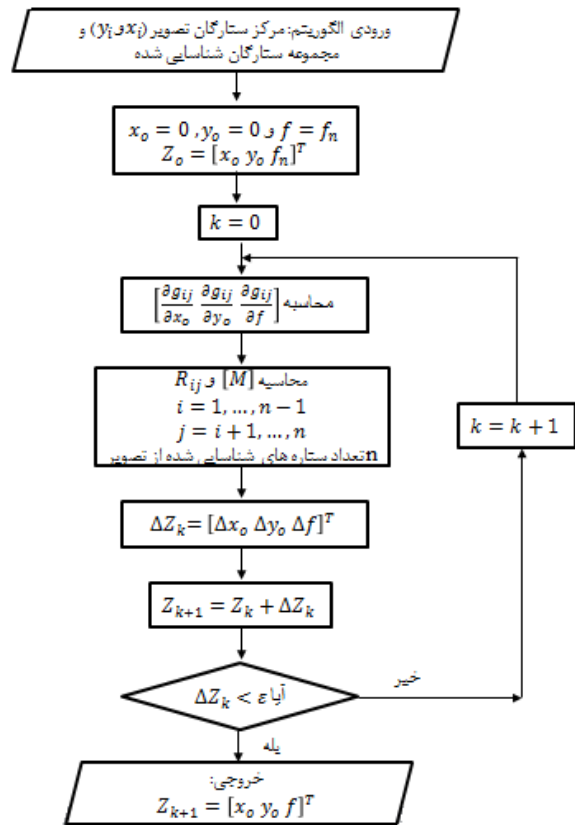 ورودی الگوریتم: مرکز ستارگان تصویر (x_i و y_i) و
مجموعه ستارگان شناسایی شده
x_o = 0 , y_o = 0 و f = f_n
Z_o = [x_o y_o f_n]^T
k = 0
محاسبه [∂g_ij/∂x_o ∂g_ij/∂y_o ∂g_ij/∂f]
محاسبه [M] و R_ij
i = 1, … , n − 1
j = i + 1, … , n
n تعداد ستاره های شناسایی شده از تصویر
k = k + 1
ΔZ_k = [Δx_o Δy_o Δf]^T
Z_{k+1} = Z_k + ΔZ_k
آیا ΔZ_k < ε
خیر
بله
خروجی:
Z_{k+1} = [x_o y_o f]^T